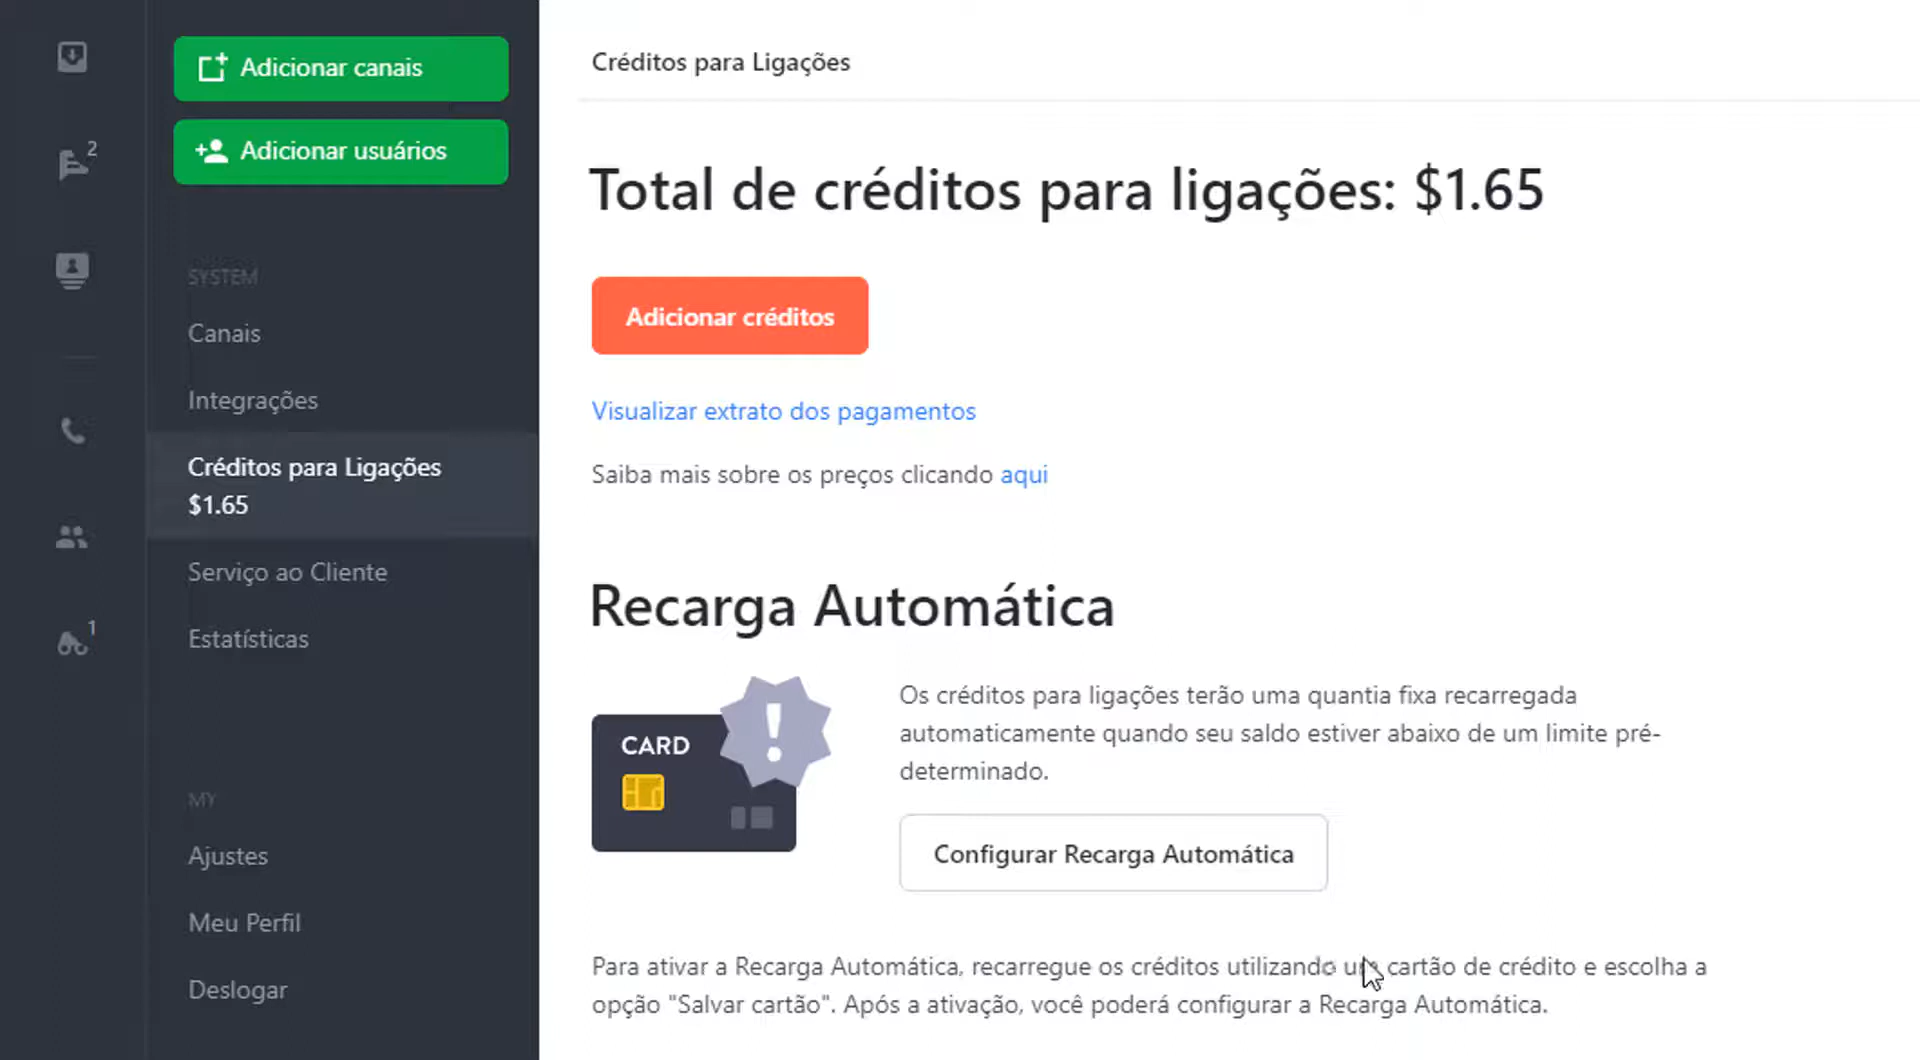 Adicionar canais
Adicionar usuários
2
SYSTEM
Canais
Integrações
Créditos para Ligações
$1.65
Serviço ao Cliente
Estatísticas
1
MY
Ajustes
Meu Perfil
Deslogar
Créditos para Ligações
Total de créditos para ligações: $1.65
Adicionar créditos
Visualizar extrato dos pagamentos
Saiba mais sobre os preços clicando aqui
Recarga Automática
CARD
!
Os créditos para ligações terão uma quantia fixa recarregada
automaticamente quando seu saldo estiver abaixo de um limite pré-
determinado.
Configurar Recarga Automática
Para ativar a Recarga Automática, recarregue os créditos utilizando um cartão de crédito e escolha a
opção "Salvar cartão". Após a ativação, você poderá configurar a Recarga Automática.